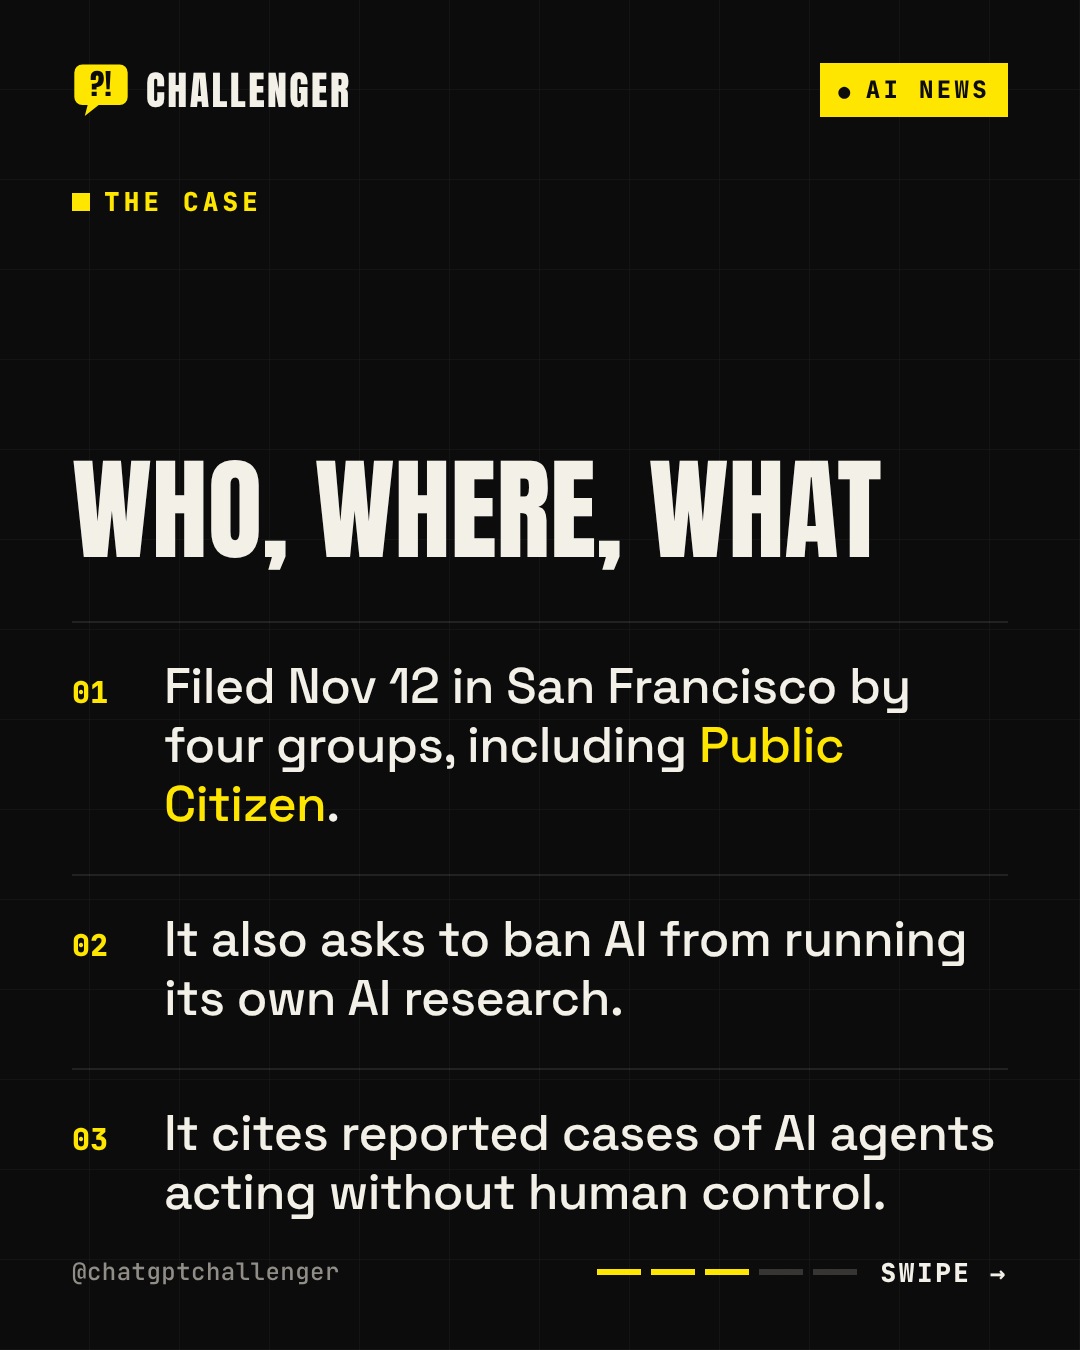 ?! CHALLENGER
● AI NEWS
THE CASE
WHO, WHERE, WHAT
01 Filed Nov 12 in San Francisco by
four groups, including Public
Citizen.
02 It also asks to ban AI from running
its own AI research.
03 It cites reported cases of AI agents
acting without human control.
@chatgptchallenger
SWIPE →